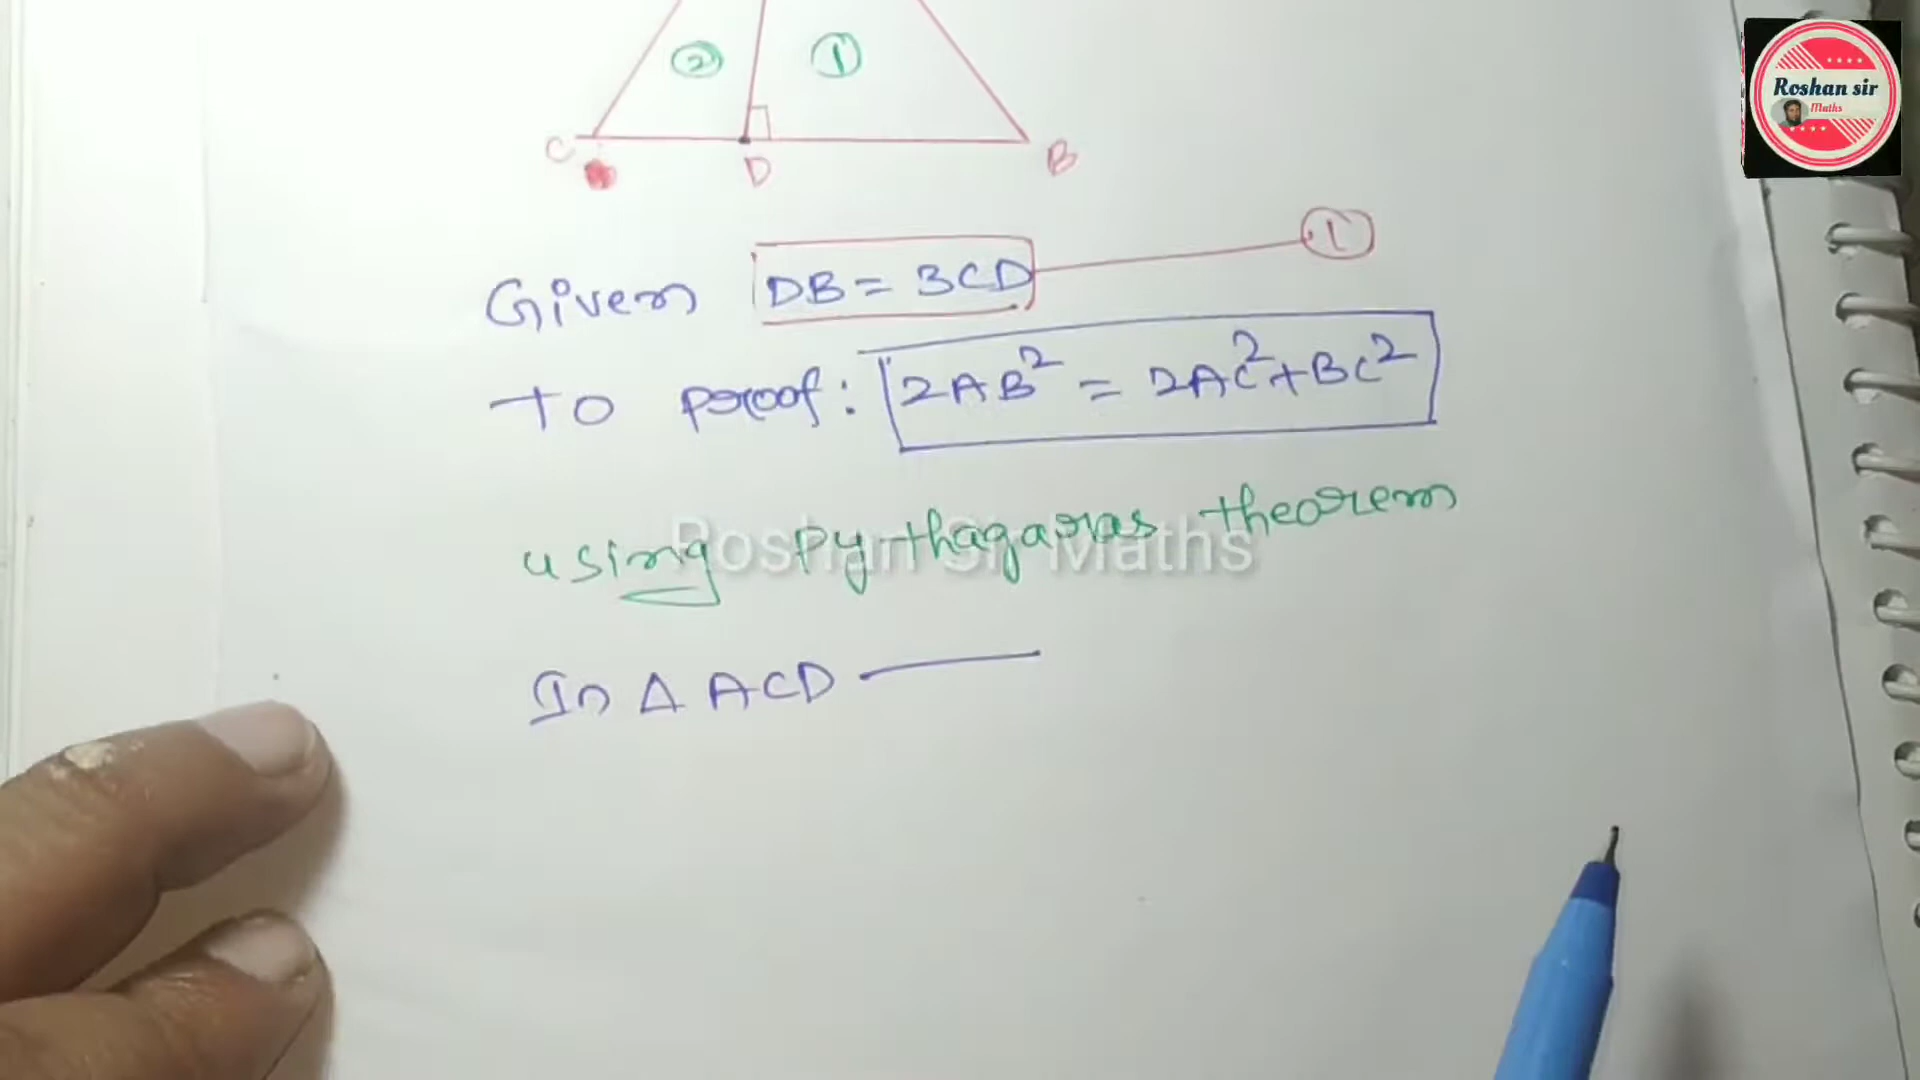 ② ①
Roshan sir
Maths
C D B
①
Given DB = 3CD
To proof: 2AB² = 2AC² + BC²
using Pythagaras theorem
Roshan Sir Maths
In Δ ACD